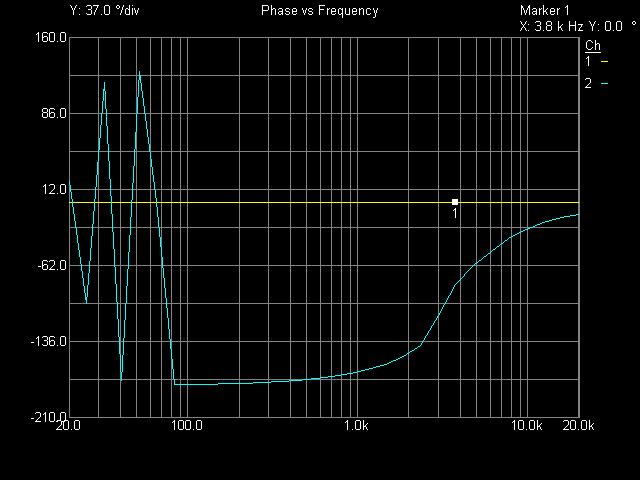 Y: 37.0 °/div
Phase vs Frequency
Marker 1
X: 3.8 k Hz Y: 0.0 °
Ch
1
2
160.0
86.0
12.0
-62.0
-136.0
-210.0
1
20.0 100.0 1.0k 10.0k 20.0k